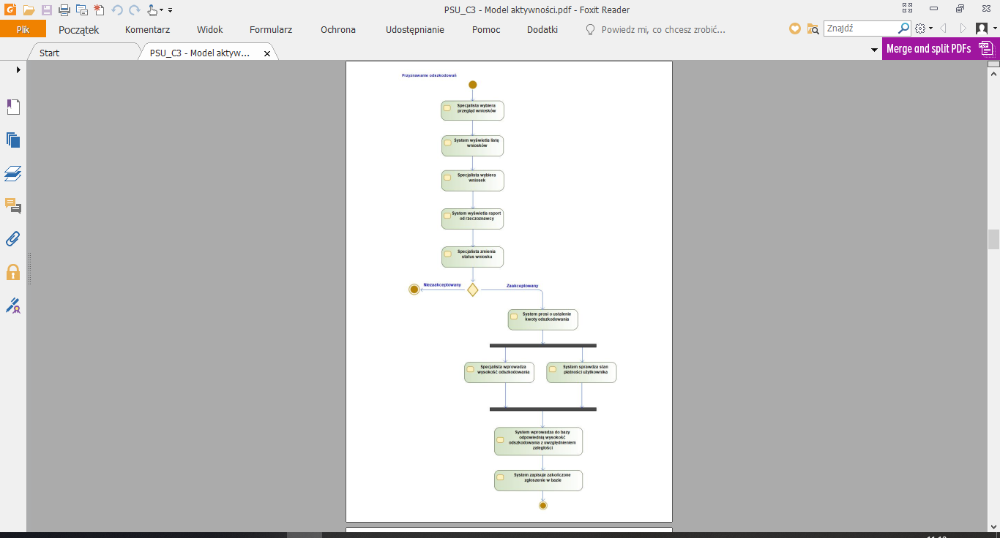 PSU_C3 - Model aktywności.pdf - Foxit Reader
Plik
Początek
Komentarz
Widok
Formularz
Ochrona
Udostępnianie
Pomoc
Dodatki
Powiedz mi, co chcesz zrobić...
Znajdź
Start
PSU_C3 - Model aktyw...
Merge and split PDFs
Przyznawanie odszkodowań
Specjalista wybiera
przegląd wniosków
System wyświetla listę
wniosków
Specjalista wybiera
wniosek
System wyświetla raport
od rzeczoznawcy
Specjalista zmienia
status wniosku
Niezaakceptowany
Zaakceptowany
System prosi o ustalenie
kwoty odszkodowania
Specjalista wprowadza
wysokość odszkodowania
System sprawdza stan
płatności użytkownika
System wprowadza do bazy
odpowiednią wysokość
odszkodowania z uwzględnieniem
zaległości
System zapisuje zakończone
zgłoszenie w bazie